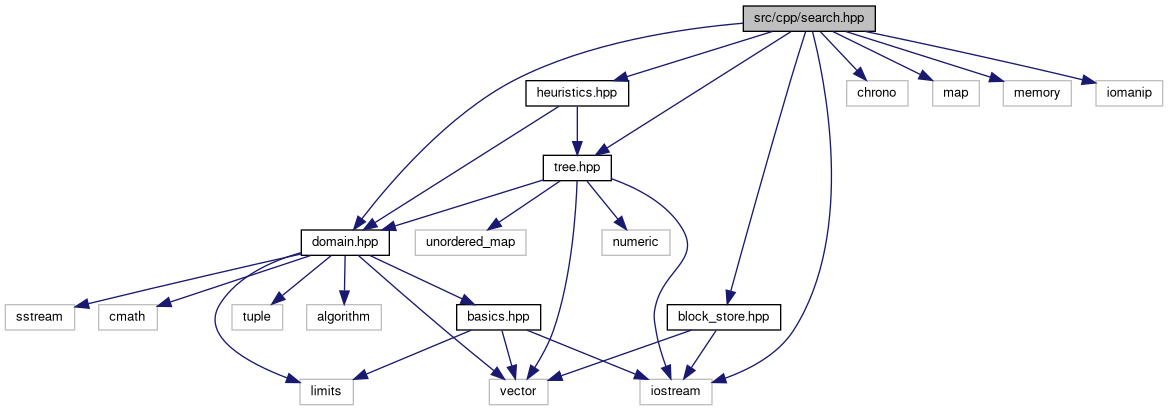 src/cpp/search.hpp
heuristics.hpp
chrono
map
memory
iomanip
tree.hpp
domain.hpp
unordered_map
numeric
sstream
cmath
tuple
algorithm
basics.hpp
block_store.hpp
limits
vector
iostream